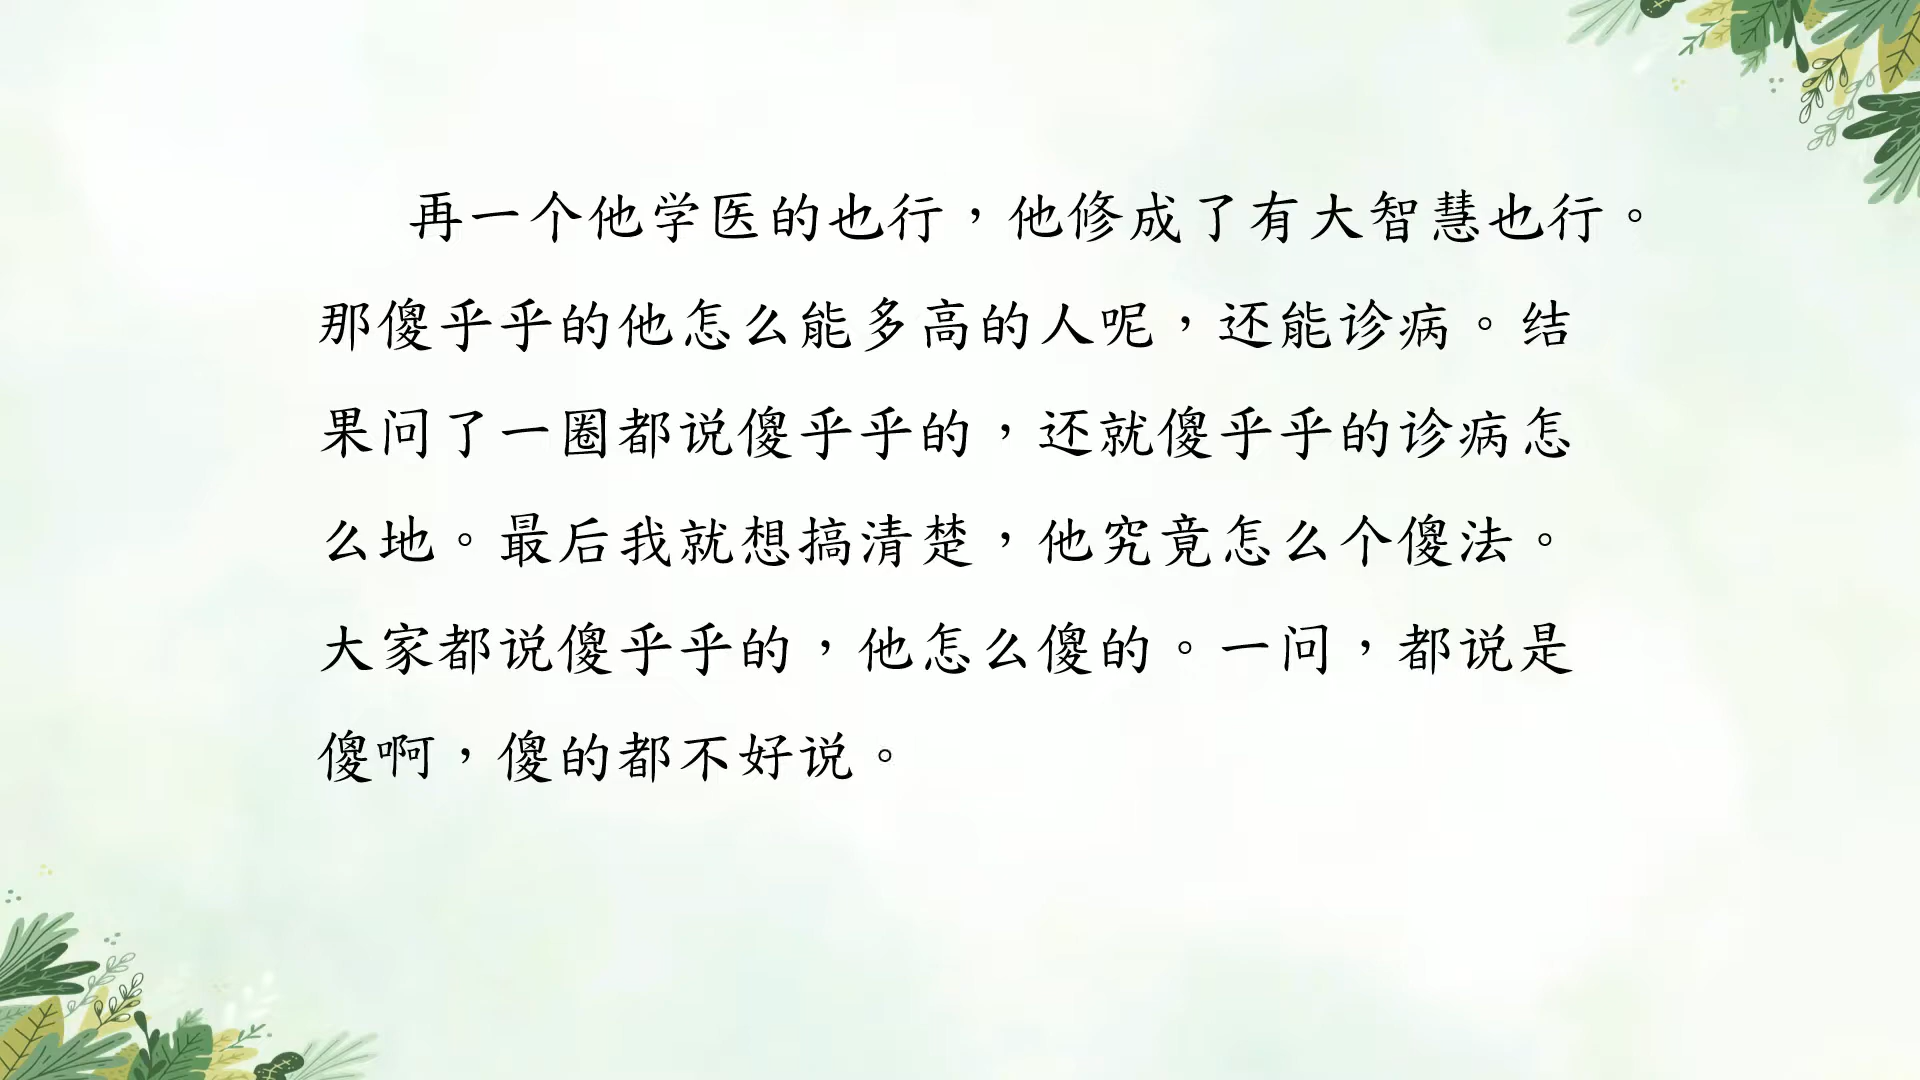 再一个他学医的也行，他修成了有大智慧也行。
那傻乎乎的他怎么能多高的人呢，还能诊病。结
果问了一圈都说傻乎乎的，还就傻乎乎的诊病怎
么地。最后我就想搞清楚，他究竟怎么个傻法。
大家都说傻乎乎的，他怎么傻的。一问，都说是
傻啊，傻的都不好说。